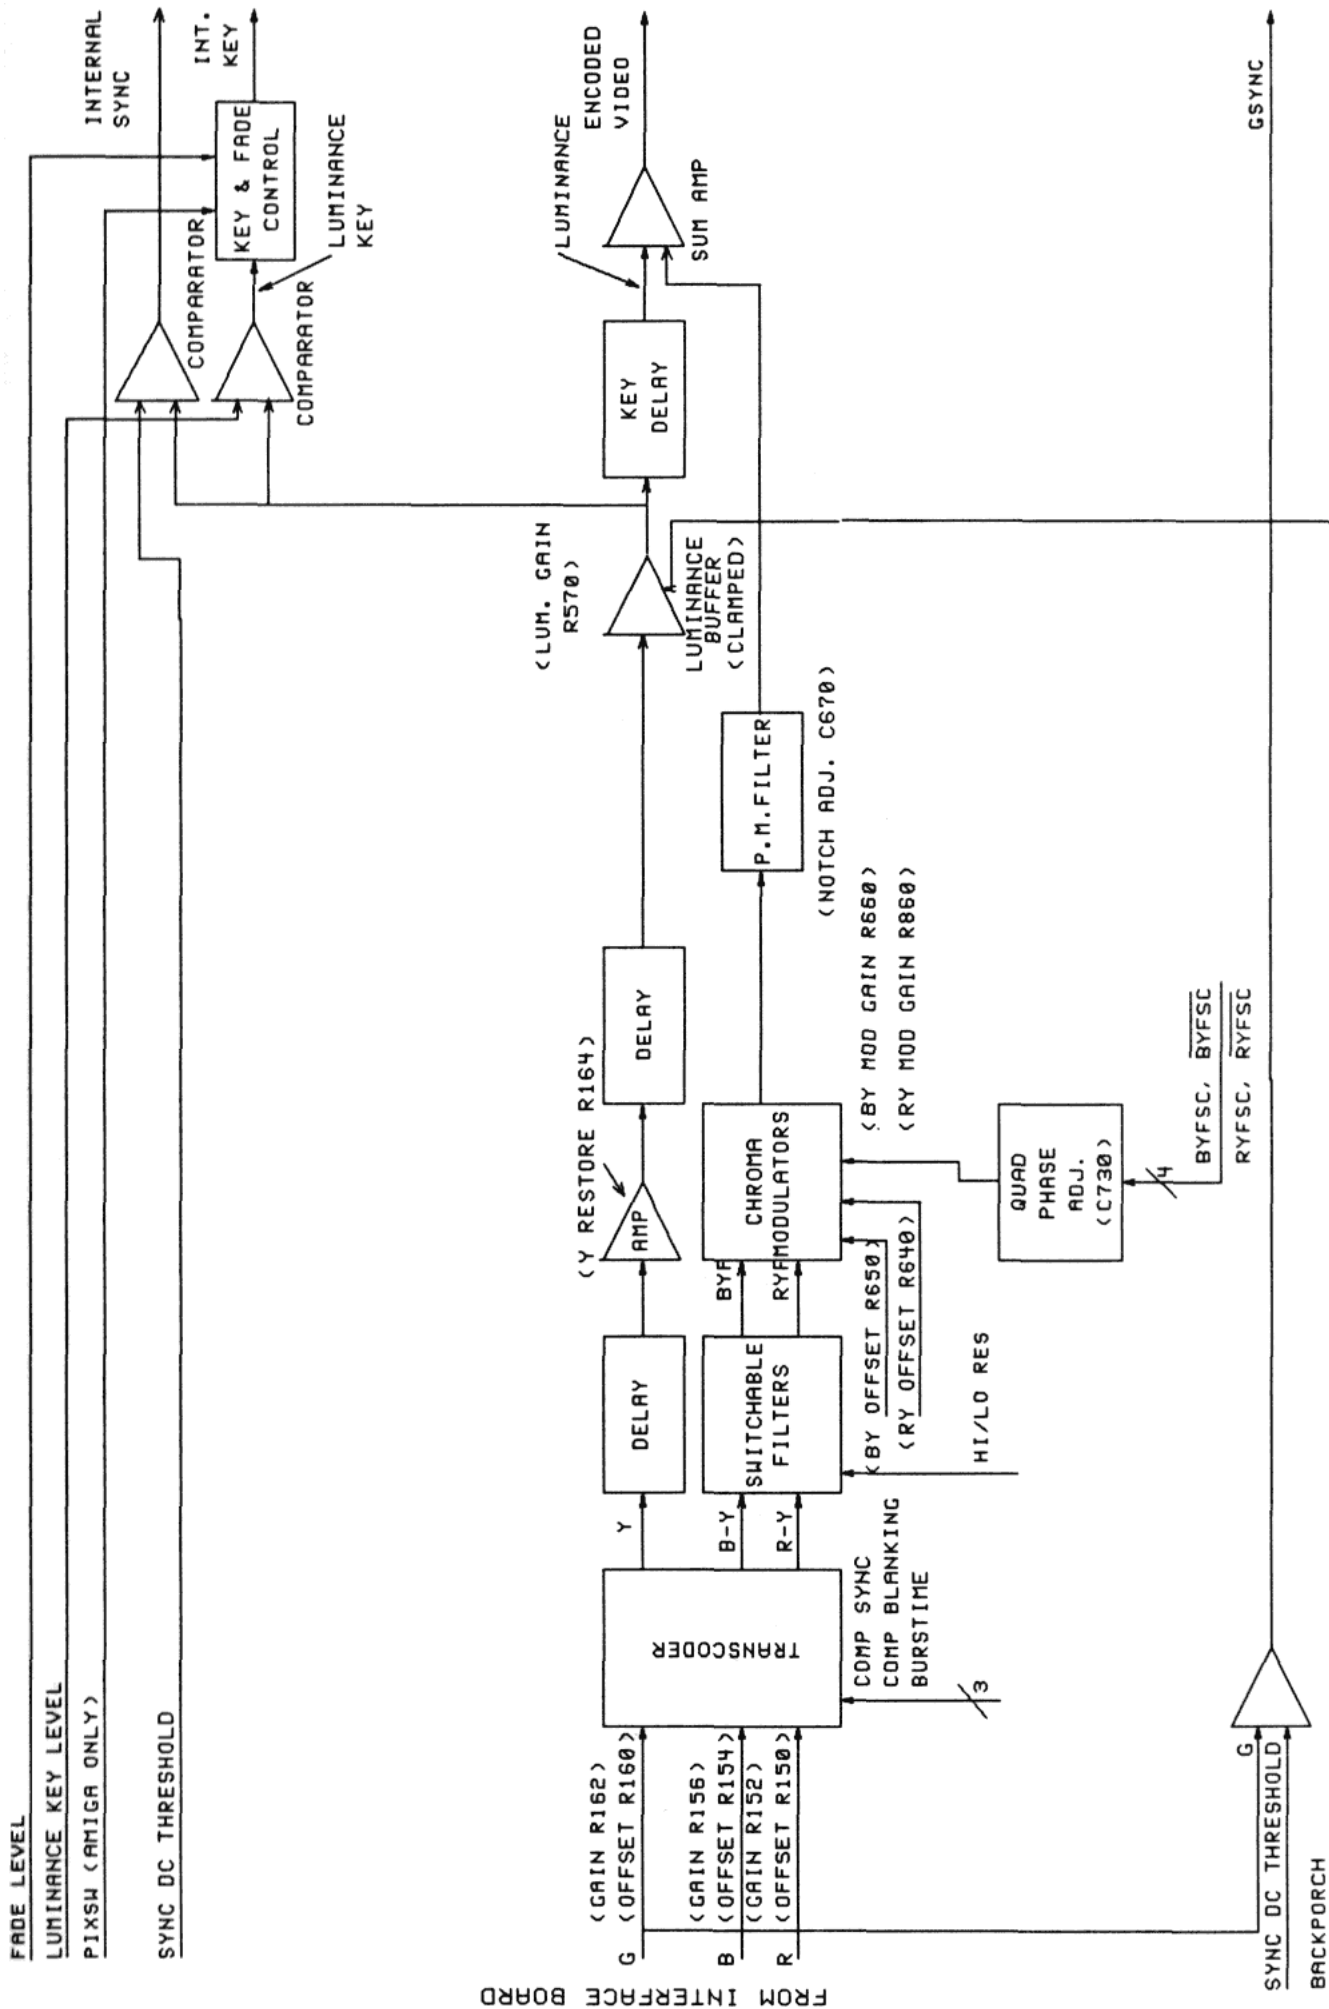 FADE LEVEL
LUMINANCE KEY LEVEL
PIXSW (AMIGA ONLY)
SYNC DC THRESHOLD
INTERNAL
SYNC
INT.
KEY
KEY & FADE
CONTROL
COMPARATOR
LUMINANCE
KEY
COMPARATOR
FROM INTERFACE BOARD
(GAIN R162)
G (OFFSET R160)
(GAIN R156)
B (OFFSET R154)
(GAIN R152)
R (OFFSET R150)
TRANSCODER
COMP SYNC
COMP BLANKING
BURSTIME
3
Y
B-Y
R-Y
DELAY
SWITCHABLE
FILTERS
HI/LO RES
(Y RESTORE R164)
AMP
BYF
RYF
CHROMA
MODULATORS
(BY OFFSET R650)
(RY OFFSET R640)
(BY MOD GAIN R660)
(RY MOD GAIN R860)
QUAD
PHASE
ADJ.
(C730)
4
BYFSC, BYFSC
RYFSC, RYFSC
DELAY
P.M.FILTER
(NOTCH ADJ. C670)
(LUM. GAIN
R570)
LUMINANCE
BUFFER
(CLAMPED)
KEY
DELAY
LUMINANCE
SUM AMP
ENCODED
VIDEO
G
SYNC DC THRESHOLD
BACKPORCH
GSYNC